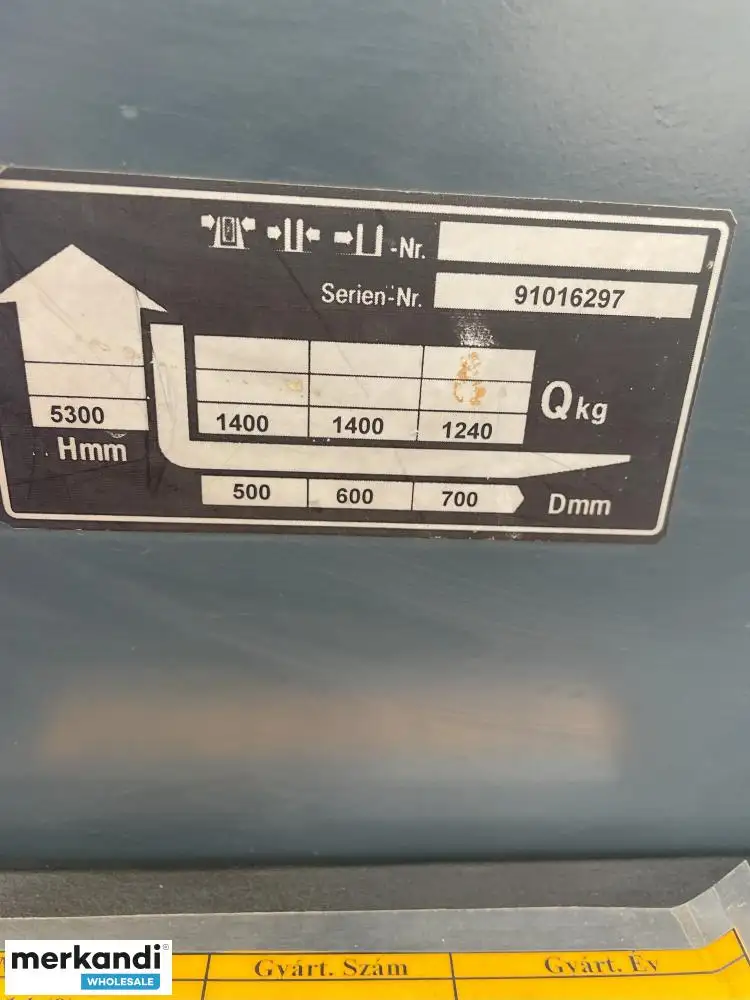 -Nr.
Serien-Nr. 91016297
5300 1400 1400 1240 Q kg
Hmm
500 600 700 Dmm
Gyárt. Szám Gyárt. Év
merkandi
WHOLESALE